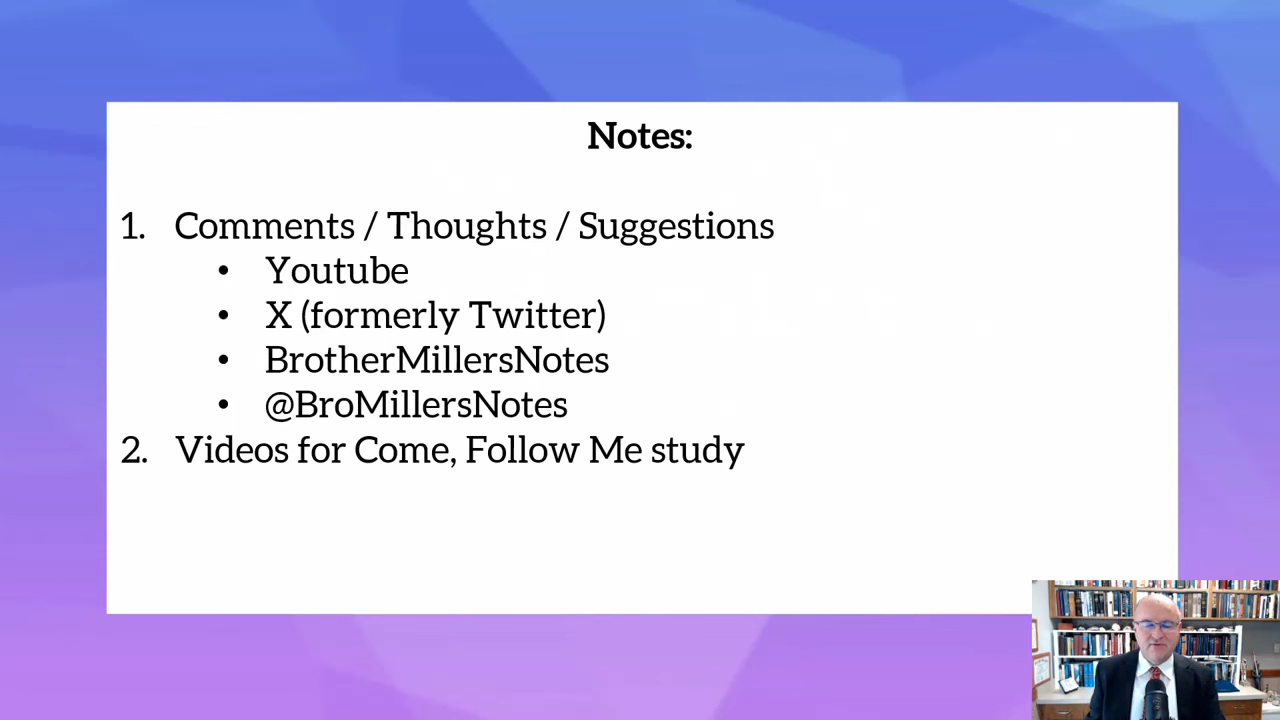 Notes:
1. Comments / Thoughts / Suggestions
• Youtube
• X (formerly Twitter)
• BrotherMillersNotes
• @BroMillersNotes
2. Videos for Come, Follow Me study